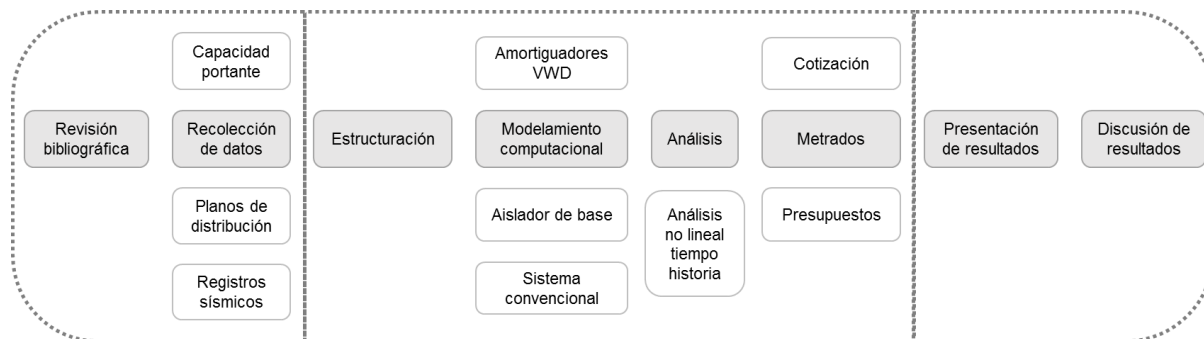 Capacidad
portante
Amortiguadores
VWD
Cotización
Revisión
bibliográfica
Recolección
de datos
Estructuración
Modelamiento
computacional
Análisis
Metrados
Presentación
de resultados
Discusión de
resultados
Planos de
distribución
Aislador de base
Análisis
no lineal
tiempo
historia
Presupuestos
Registros
sísmicos
Sistema
convencional